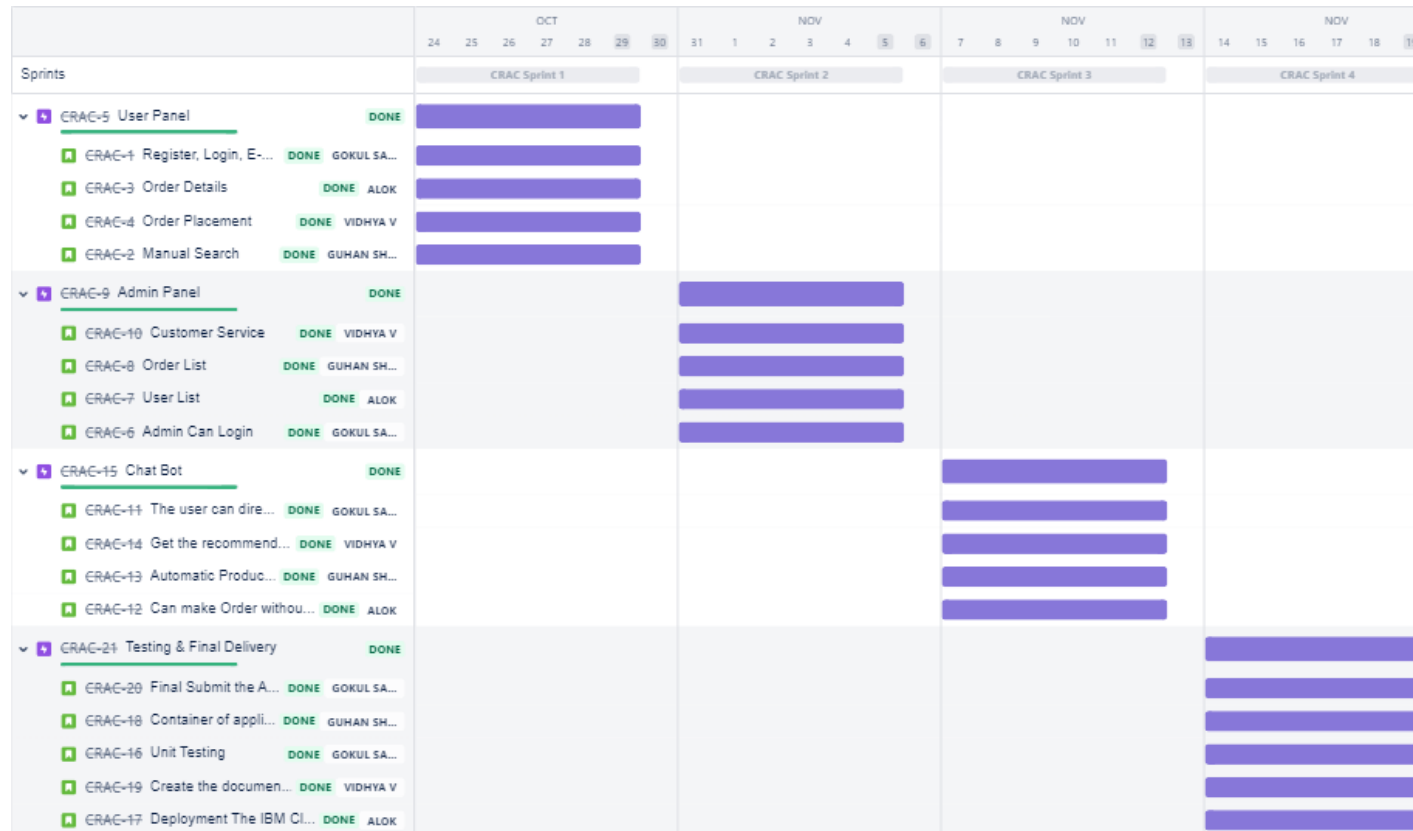 OCT NOV NOV NOV
24 25 26 27 28 29 30 31 1 2 3 4 5 6 7 8 9 10 11 12 13 14 15 16 17 18
Sprints CRAC Sprint 1 CRAC Sprint 2 CRAC Sprint 3 CRAC Sprint 4
CRAC-5 User Panel DONE
CRAC-1 Register, Login, E-... DONE GOKUL SA...
CRAC-3 Order Details DONE ALOK
CRAC-4 Order Placement DONE VIDHYA V
CRAC-2 Manual Search DONE GUHAN SH...
CRAC-9 Admin Panel DONE
CRAC-10 Customer Service DONE VIDHYA V
CRAC-8 Order List DONE GUHAN SH...
CRAC-7 User List DONE ALOK
CRAC-6 Admin Can Login DONE GOKUL SA...
CRAC-15 Chat Bot DONE
CRAC-11 The user can dire... DONE GOKUL SA...
CRAC-14 Get the recommend... DONE VIDHYA V
CRAC-13 Automatic Produc... DONE GUHAN SH...
CRAC-12 Can make Order withou... DONE ALOK
CRAC-21 Testing & Final Delivery DONE
CRAC-20 Final Submit the A... DONE GOKUL SA...
CRAC-18 Container of appli... DONE GUHAN SH...
CRAC-16 Unit Testing DONE GOKUL SA...
CRAC-19 Create the documen... DONE VIDHYA V
CRAC-17 Deployment The IBM Cl... DONE ALOK